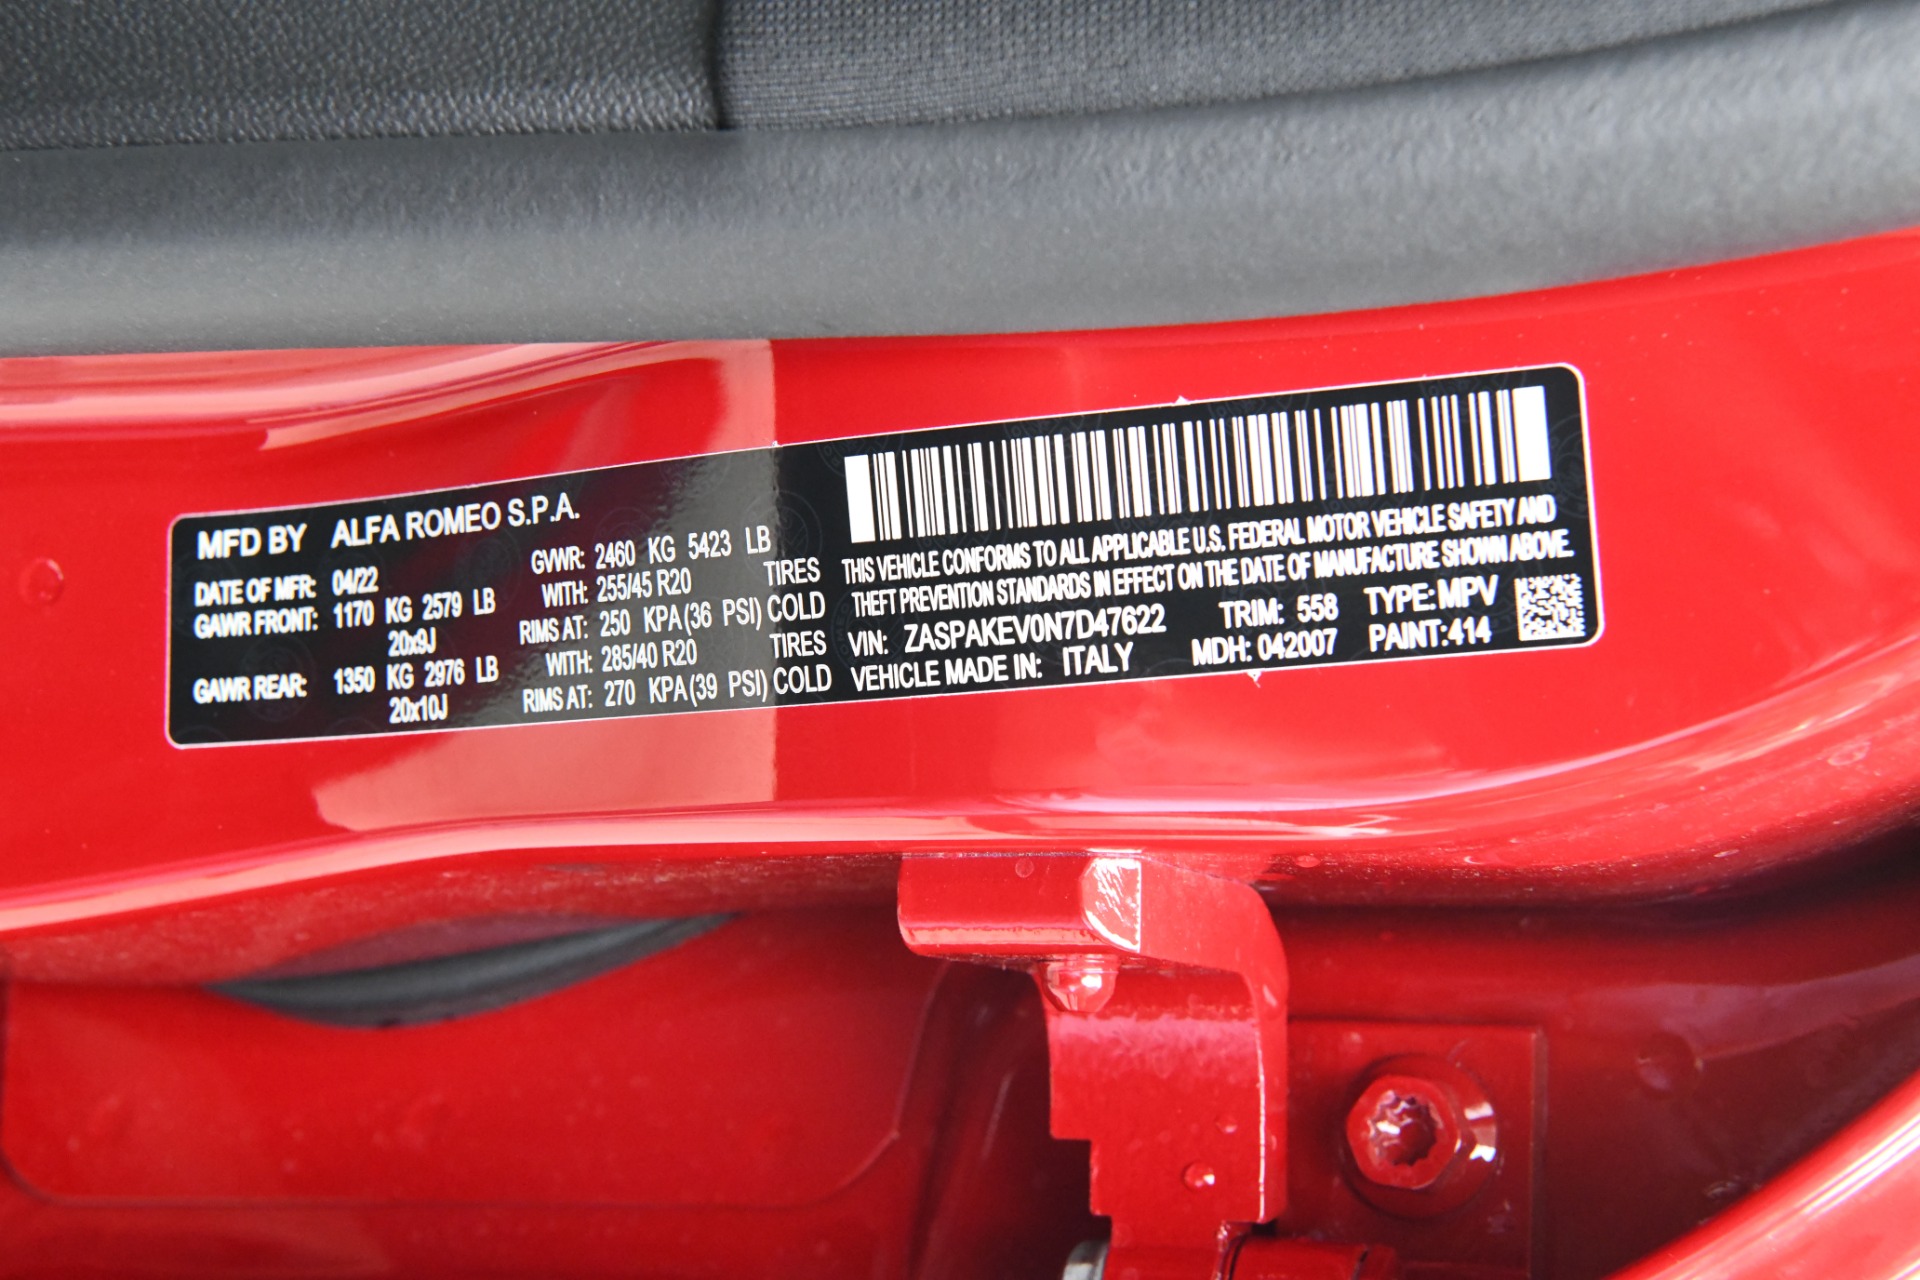 MFD BY ALFA ROMEO S.P.A.
DATE OF MFR: 04/22 GVWR: 2460 KG 5423 LB
GAWR FRONT: 1170 KG 2579 LB WITH: 255/45 R20 TIRES
20x9J RIMS AT: 250 KPA(36 PSI) COLD
GAWR REAR: 1350 KG 2976 LB WITH: 285/40 R20 TIRES
20x10J RIMS AT: 270 KPA(39 PSI) COLD
THIS VEHICLE CONFORMS TO ALL APPLICABLE U.S. FEDERAL MOTOR VEHICLE SAFETY AND
THEFT PREVENTION STANDARDS IN EFFECT ON THE DATE OF MANUFACTURE SHOWN ABOVE.
VIN: ZASPAKEV0N7D47622 TRIM: 558 TYPE: MPV
VEHICLE MADE IN: ITALY MDH: 042007 PAINT:414